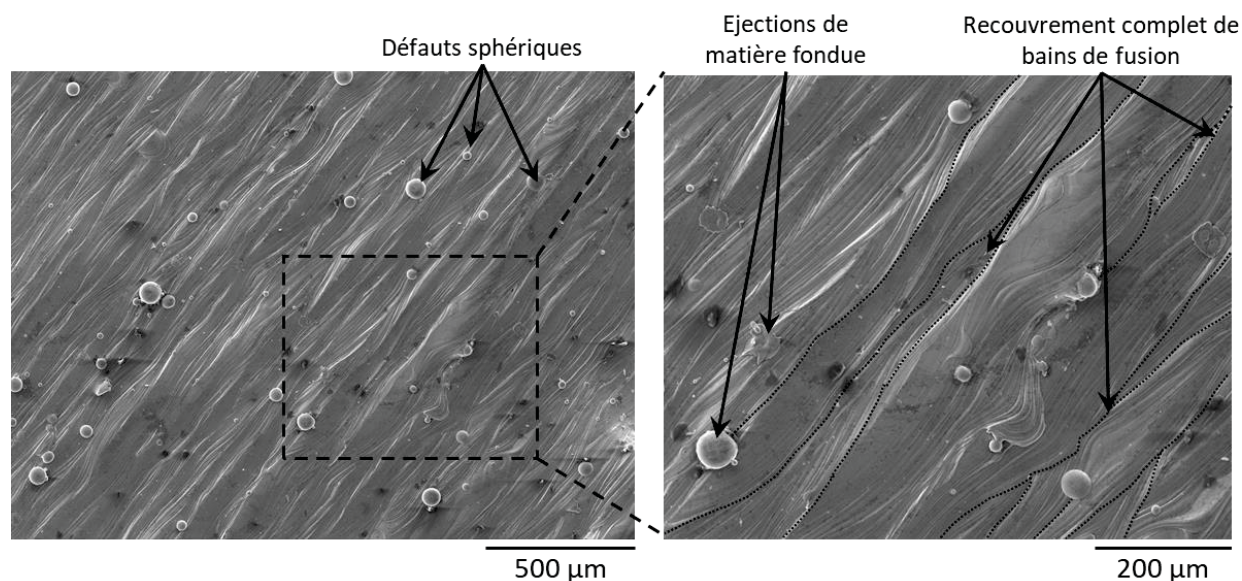 Défauts sphériques
Ejections de
matière fondue
Recouvrement complet de
bains de fusion
500 µm
200 µm